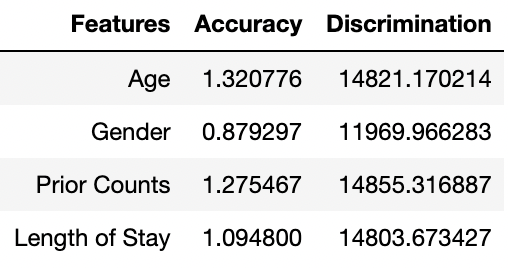 Features Accuracy Discrimination
Age 1.320776 14821.170214
Gender 0.879297 11969.966283
Prior Counts 1.275467 14855.316887
Length of Stay 1.094800 14803.673427